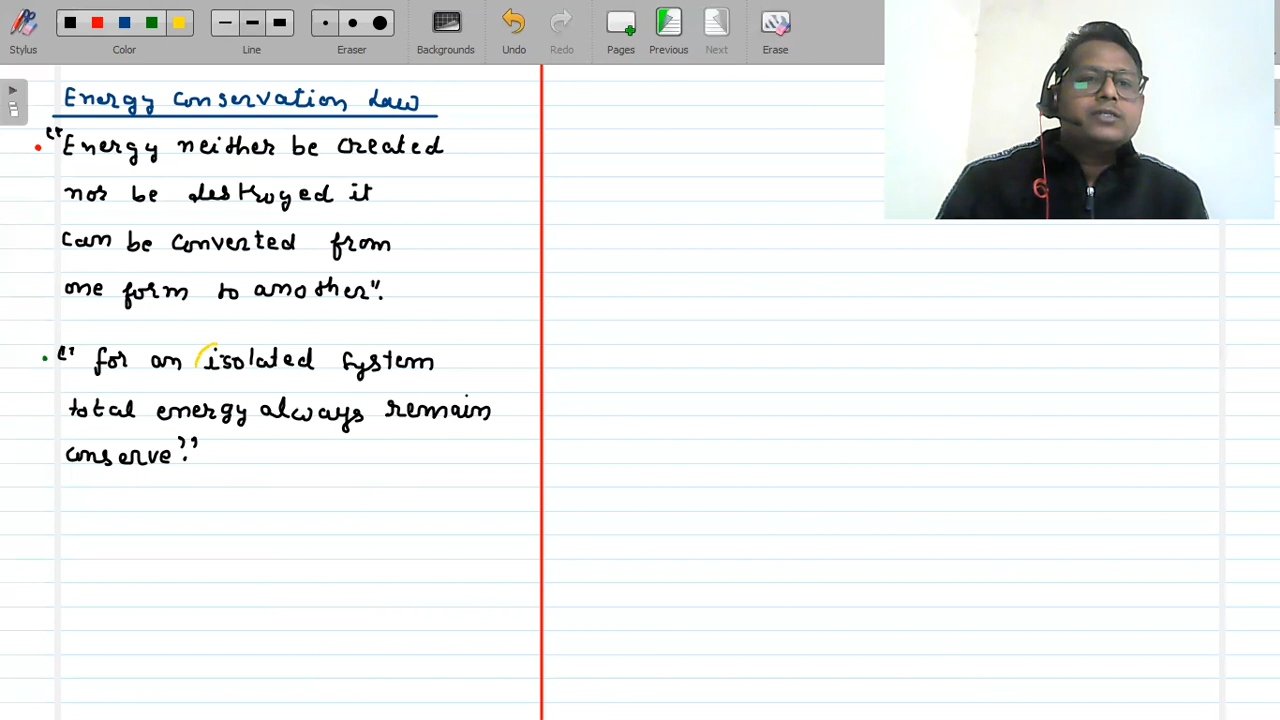 Stylus
Color
Line
Eraser
Backgrounds
Undo
Redo
Pages
Previous
Next
Erase
Energy conservation Law
• "Energy neither be created
nor be destroyed it
can be converted from
one form to another".
• "for an isolated system
total energy always remain
conserve".